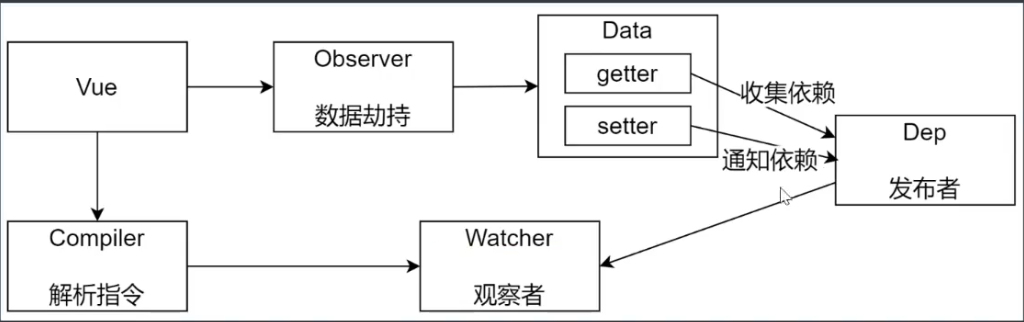 Vue
Observer
数据劫持
Data
getter
setter
收集依赖
通知依赖
Dep
发布者
Compiler
解析指令
Watcher
观察者